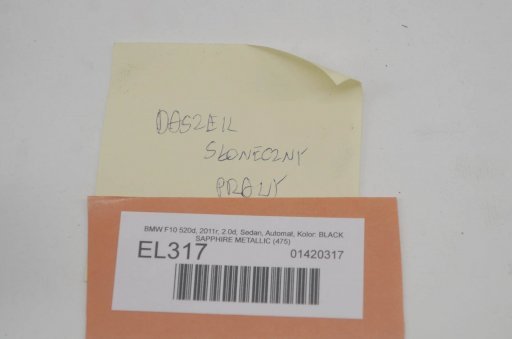 DASZEK
SŁONECZNY
PRAWY
BMW F10 520d, 2011r, 2.0d, Sedan, Automat, Kolor: BLACK
SAPPHIRE METALLIC (475)
EL317
01420317